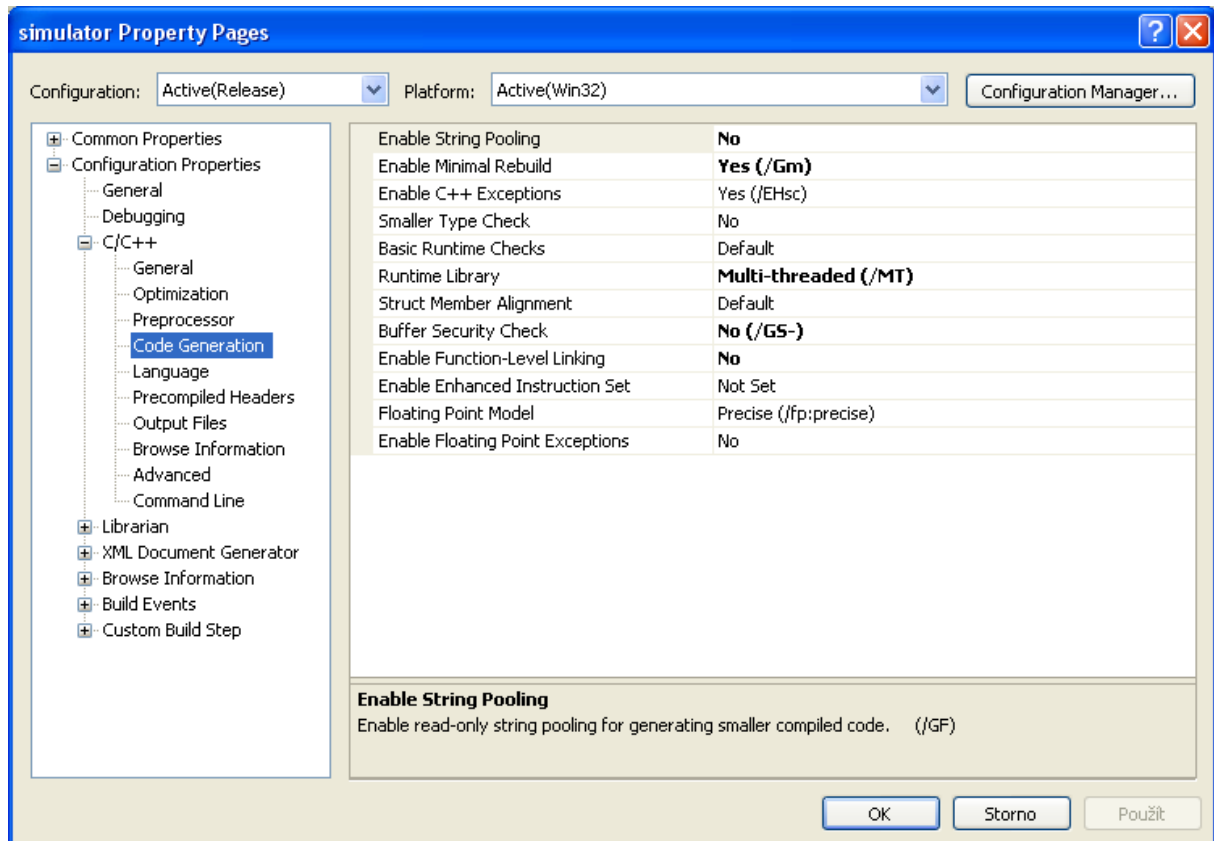 simulator Property Pages
Configuration: Active(Release) Platform: Active(Win32) Configuration Manager...
Common Properties
Configuration Properties
General
Debugging
C/C++
General
Optimization
Preprocessor
Code Generation
Language
Precompiled Headers
Output Files
Browse Information
Advanced
Command Line
Librarian
XML Document Generator
Browse Information
Build Events
Custom Build Step
Enable String Pooling No
Enable Minimal Rebuild Yes (/Gm)
Enable C++ Exceptions Yes (/EHsc)
Smaller Type Check No
Basic Runtime Checks Default
Runtime Library Multi-threaded (/MT)
Struct Member Alignment Default
Buffer Security Check No (/GS-)
Enable Function-Level Linking No
Enable Enhanced Instruction Set Not Set
Floating Point Model Precise (/fp:precise)
Enable Floating Point Exceptions No
Enable String Pooling
Enable read-only string pooling for generating smaller compiled code. (/GF)
OK Storno Použít